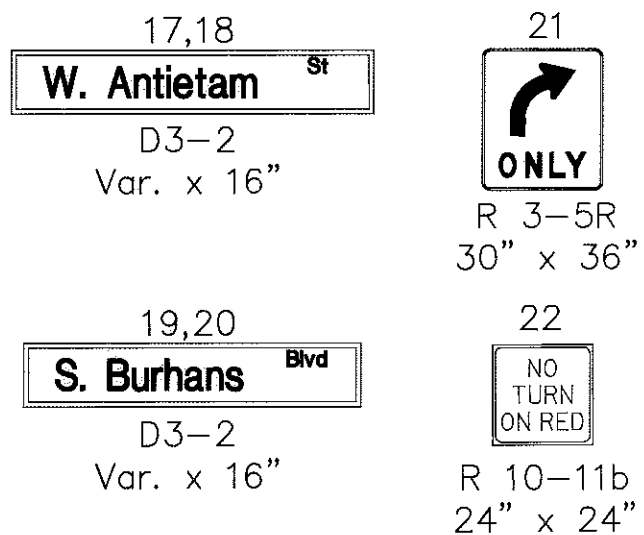 17,18
W. Antietam St
D3-2
Var. x 16"
21
ONLY
R 3-5R
30" x 36"
19,20
S. Burhans Blvd
D3-2
Var. x 16"
22
NO
TURN
ON RED
R 10-11b
24" x 24"